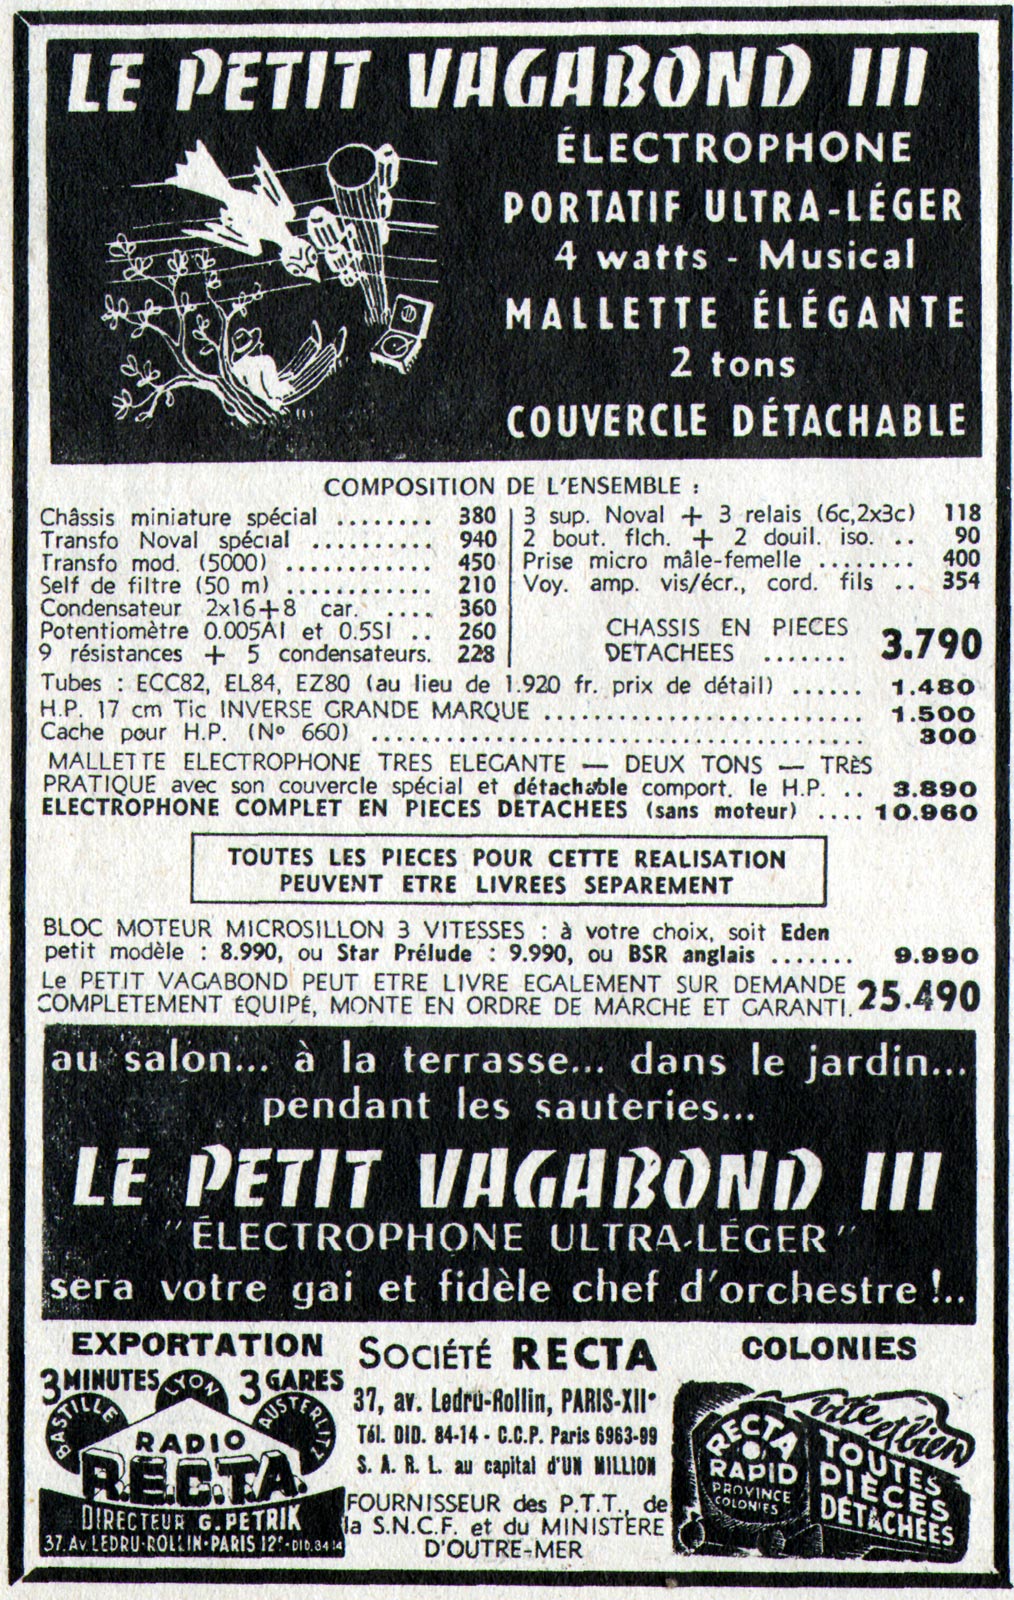 LE PETIT VAGABOND III
ÉLECTROPHONE
PORTATIF ULTRA-LÉGER
4 watts - Musical
MALLETTE ÉLÉGANTE
2 tons
COUVERCLE DÉTACHABLE
COMPOSITION DE L'ENSEMBLE :
Châssis miniature spécial ........ 380
Transfo Noval spécial ........... 940
Transfo mod. (5000) ............. 450
Self de filtre (50 m) ............ 210
Condensateur 2x16+8 car. .... 360
Potentiomètre 0.005AI et 0.5SI .. 260
9 résistances + 5 condensateurs. 228
3 sup. Noval + 3 relais (6c,2x3c) 118
2 bout. fich. + 2 douil. iso. .. 90
Prise micro mâle-femelle ........ 400
Voy. amp. vis/écr., cord. fils .. 354
CHASSIS EN PIECES
DETACHEES ....... 3.790
Tubes : ECC82, EL84, EZ80 (au lieu de 1.920 fr. prix de détail) ...... 1.480
H.P. 17 cm Tic INVERSE GRANDE MARQUE ........................... 1.500
Cache pour H.P. (No 660) .......................................... 300
MALLETTE ELECTROPHONE TRES ELEGANTE — DEUX TONS — TRÈS
PRATIQUE avec son couvercle spécial et détachable comport. le H.P. .. 3.890
ELECTROPHONE COMPLET EN PIECES DETACHEES (sans moteur) .... 10.960
TOUTES LES PIECES POUR CETTE REALISATION
PEUVENT ETRE LIVREES SEPAREMENT
BLOC MOTEUR MICROSILLON 3 VITESSES : à votre choix, soit Eden
petit modèle : 8.990, ou Star Prélude : 9.990, ou BSR anglais ....... 9.990
Le PETIT VAGABOND PEUT ETRE LIVRE EGALEMENT SUR DEMANDE
COMPLETEMENT ÉQUIPÉ, MONTE EN ORDRE DE MARCHE ET GARANTI. 25.490
au salon... à la terrasse... dans le jardin...
pendant les sauteries...
LE PETIT VAGABOND III
"ÉLECTROPHONE ULTRA-LÉGER"
sera votre gai et fidèle chef d'orchestre !..
EXPORTATION
3 MINUTES 3 GARES
BASTILLE
LYON
AUSTERLITZ
RADIO
R.E.C.T.A.
DIRECTEUR G. PETRIK
37. AV. LEDRU-ROLLIN-PARIS 12e-DID. 84-14
Société RECTA
37, av. Ledru-Rollin, PARIS-XIIe
Tél. DID. 84-14 - C.C.P. Paris 6963-99
S. A. R. L. au capital d'UN MILLION
FOURNISSEUR des P.T.T., de
la S.N.C.F. et du MINISTÈRE
D'OUTRE-MER
COLONIES
vite et bien
RECTA
RAPID
PROVINCE
COLONIES
TOUTES
PIÈCES
DÉTACHÉES